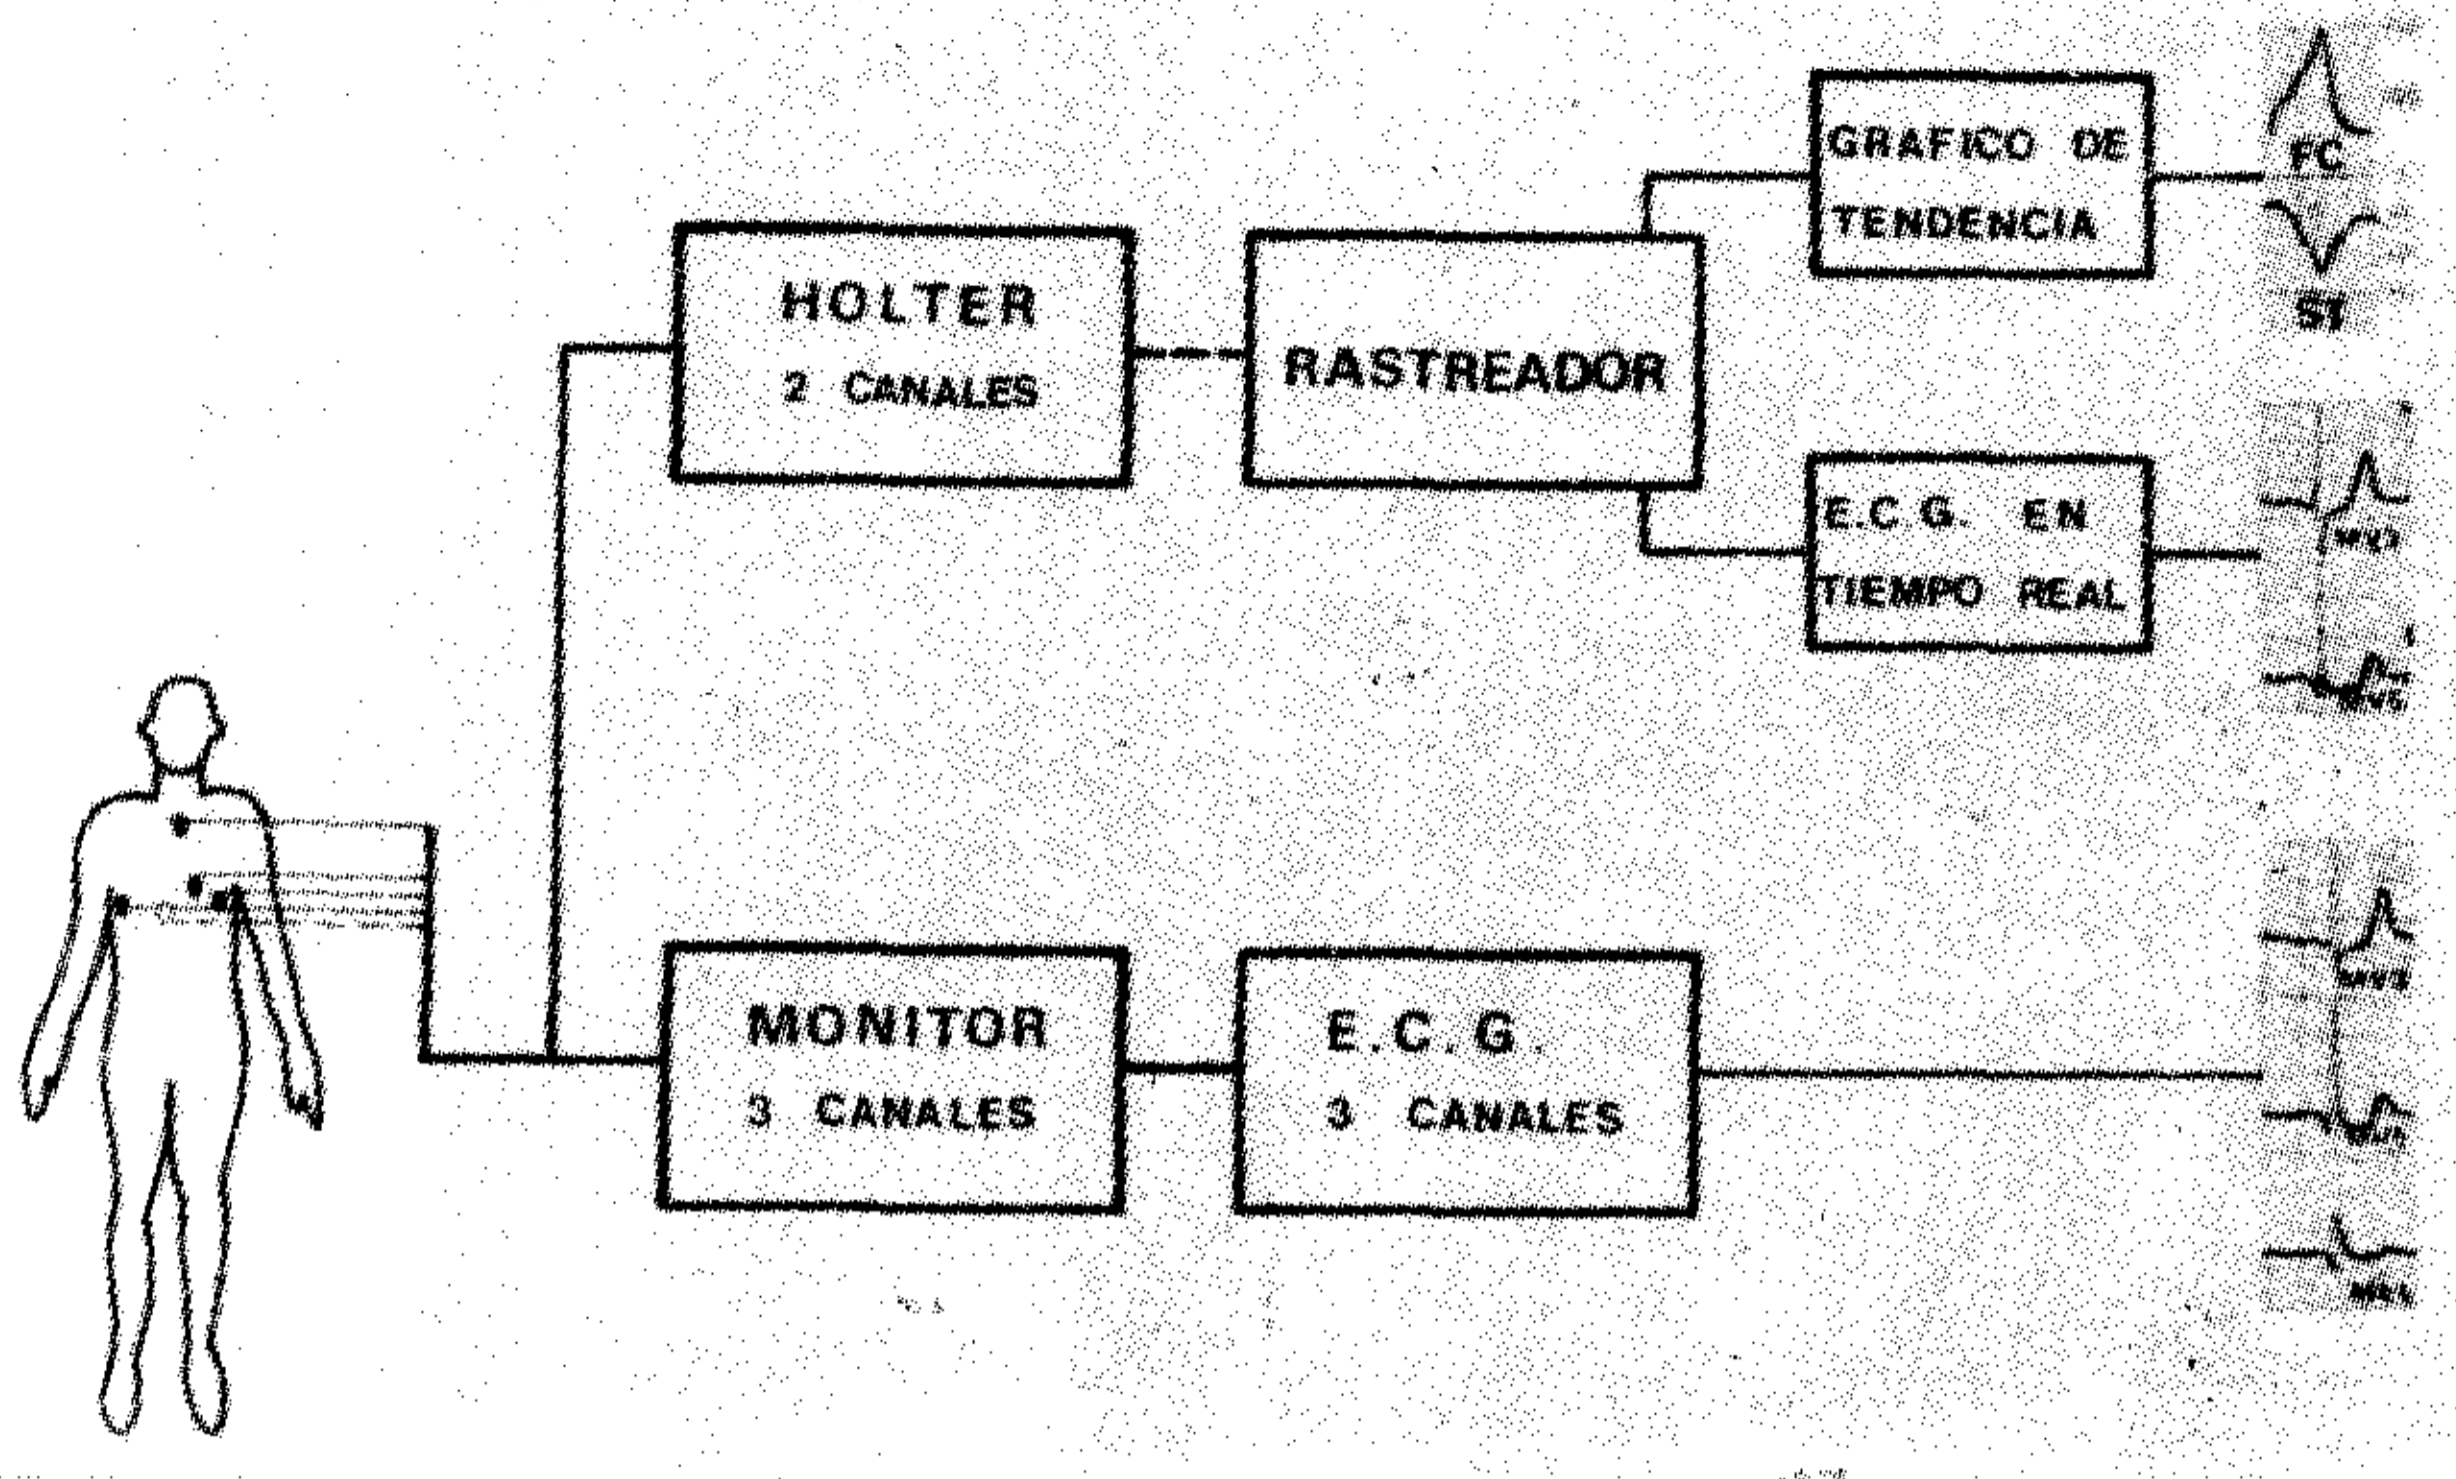 GRAFICO DE
TENDENCIA
FC
ST
HOLTER
2 CANALES
RASTREADOR
E.C.G. EN
TIEMPO REAL
MONITOR
3 CANALES
E.C.G.
3 CANALES